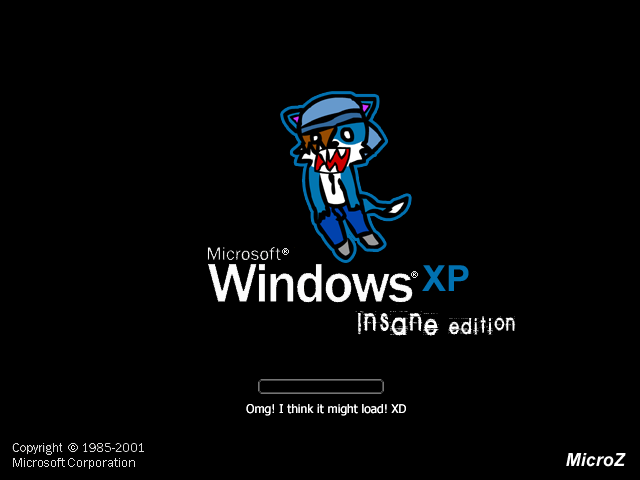 Microsoft®
Windows® XP
insane edition
Omg! I think it might load! XD
Copyright © 1985-2001
Microsoft Corporation
MicroZ